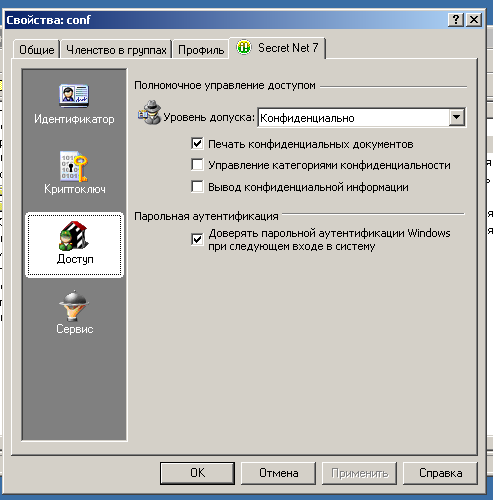 Свойства: conf
Общие
Членство в группах
Профиль
Secret Net 7
Идентификатор
Криптоключ
Доступ
Сервис
Полномочное управление доступом
Уровень допуска: Конфиденциально
Печать конфиденциальных документов
Управление категориями конфиденциальности
Вывод конфиденциальной информации
Парольная аутентификация
Доверять парольной аутентификации Windows
при следующем входе в систему
OK
Отмена
Применить
Справка